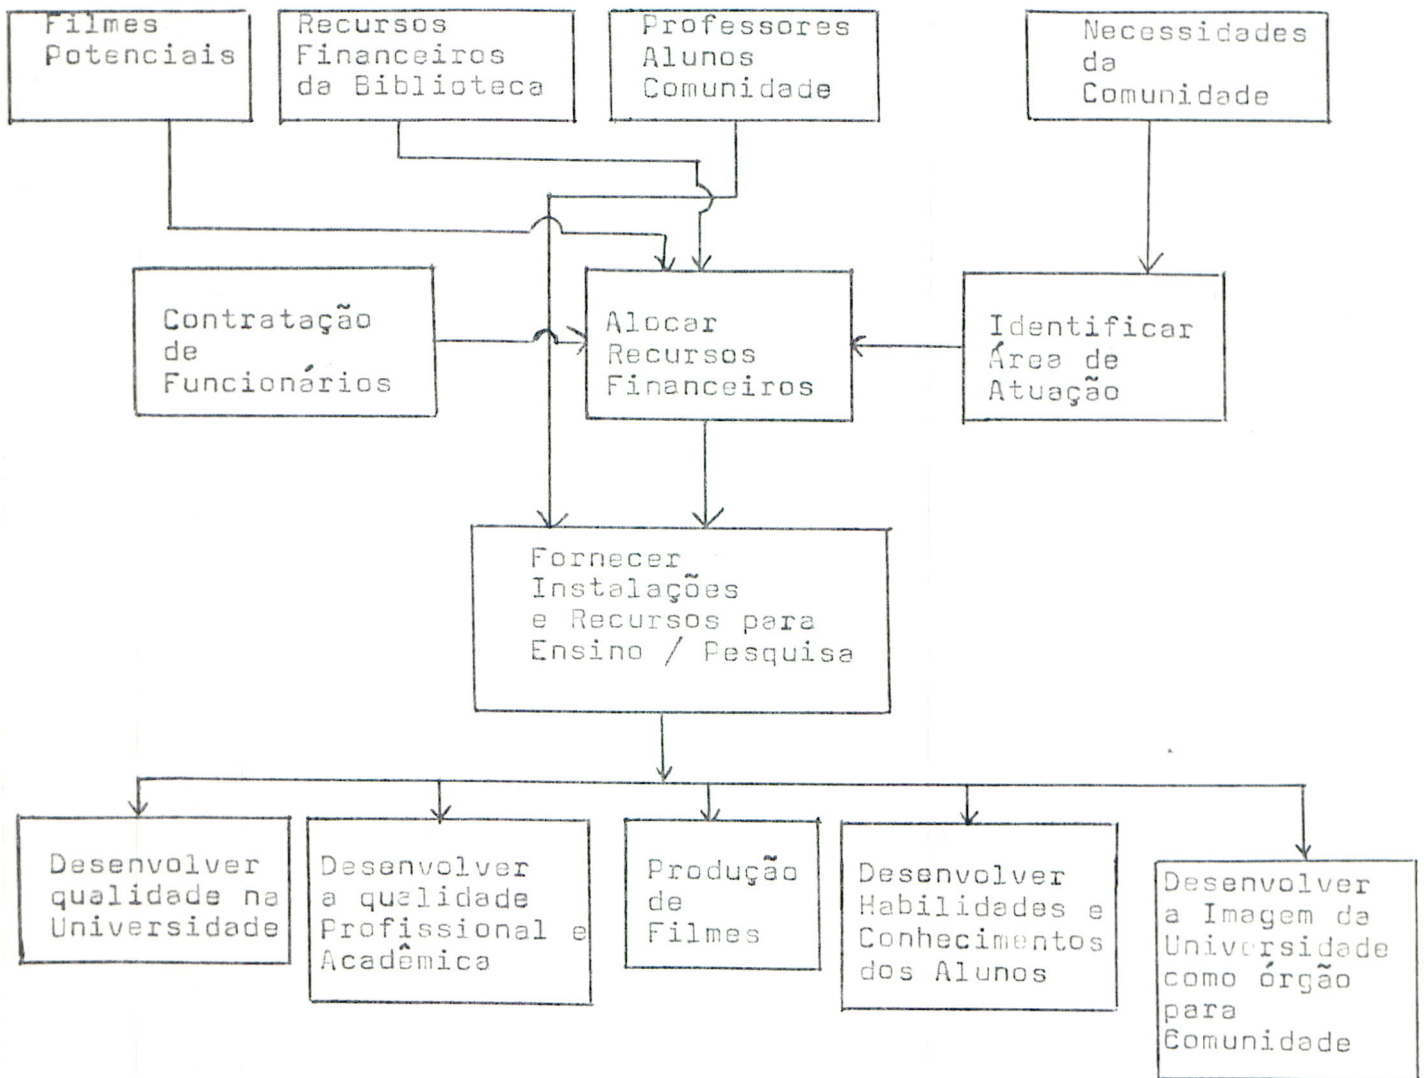 Filmes
Potenciais
Recursos
Financeiros
da Biblioteca
Professores
Alunos
Comunidade
Necessidades
da
Comunidade
Contratação
de
Funcionários
Alocar
Recursos
Financeiros
Identificar
Área de
Atuação
Fornecer
Instalações
e Recursos para
Ensino / Pesquisa
Desenvolver
qualidade na
Universidade
Desenvolver
a qualidade
Profissional e
Acadêmica
Produção
de
Filmes
Desenvolver
Habilidades e
Conhecimentos
dos Alunos
Desenvolver
a Imagem da
Universidade
como órgão
para
Comunidade